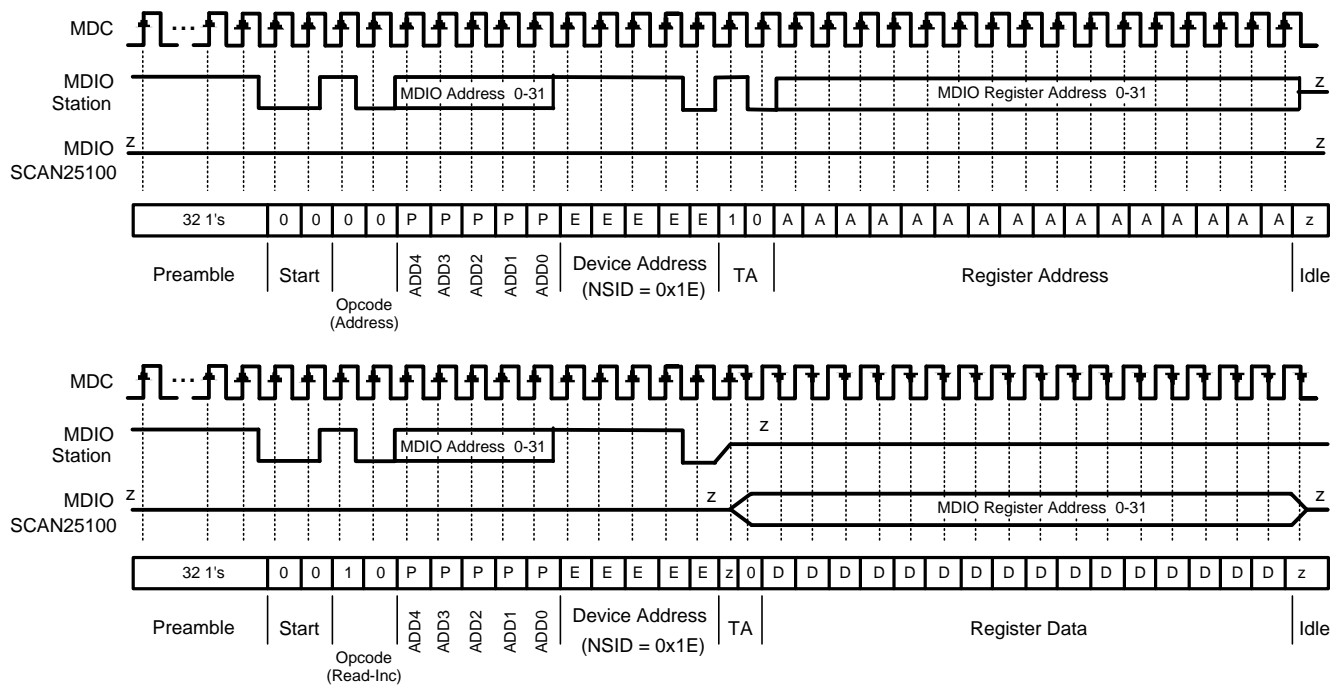 MDC
...
MDIO Address 0-31
MDIO Register Address 0-31
z
MDIO
Station
z
z
MDIO
SCAN25100
32 1's 0 0 0 0 P P P P P E E E E E 1 0 A A A A A A A A A A A A A A A A z
Preamble
Start
Opcode
(Address)
ADD4
ADD3
ADD2
ADD1
ADD0
Device Address
(NSID = 0x1E)
TA
Register Address
Idle
MDC
...
MDIO
Station
MDIO Address 0-31
z
MDIO
SCAN25100
z
z
MDIO Register Address 0-31
z
32 1's 0 0 1 0 P P P P P E E E E E z 0 D D D D D D D D D D D D D D D D z
Preamble
Start
Opcode
(Read-Inc)
ADD4
ADD3
ADD2
ADD1
ADD0
Device Address
(NSID = 0x1E)
TA
Register Data
Idle